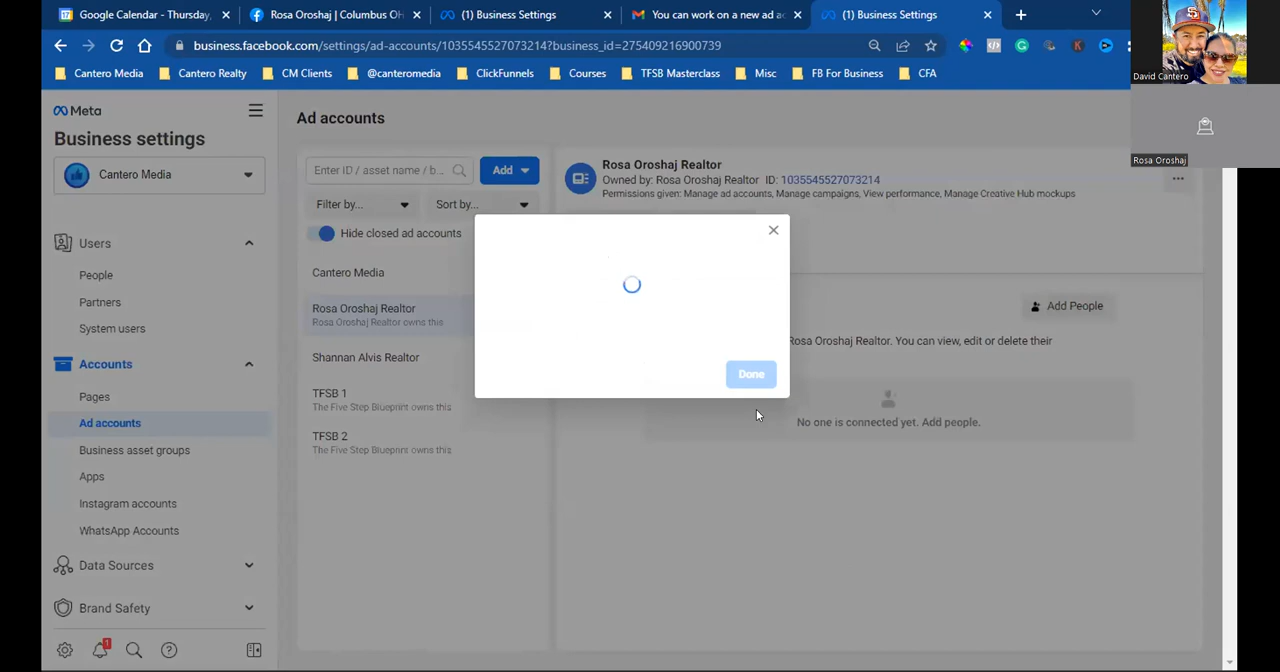 Google Calendar - Thursday,
Rosa Oroshaj | Columbus OH
(1) Business Settings
You can work on a new ad a
(1) Business Settings
business.facebook.com/settings/ad-accounts/1035545527073214?business_id=275409216900739
Cantero Media
Cantero Realty
CM Clients
@canteromedia
ClickFunnels
Courses
TFSB Masterclass
Misc
FB For Business
CFA
David Cantero
Rosa Oroshaj
Meta
Business settings
Cantero Media
Users
People
Partners
System users
Accounts
Pages
Ad accounts
Business asset groups
Apps
Instagram accounts
WhatsApp Accounts
Data Sources
Brand Safety
1
Ad accounts
Enter ID / asset name / b...
Add
Filter by...
Sort by...
Hide closed ad accounts
Cantero Media
Rosa Oroshaj Realtor
Rosa Oroshaj Realtor owns this
Shannan Alvis Realtor
TFSB 1
The Five Step Blueprint owns this
TFSB 2
The Five Step Blueprint owns this
Rosa Oroshaj Realtor
Owned by: Rosa Oroshaj Realtor ID: 1035545527073214
Permissions given: Manage ad accounts, Manage campaigns, View performance, Manage Creative Hub mockups
Add People
Rosa Oroshaj Realtor. You can view, edit or delete their
No one is connected yet. Add people.
Done